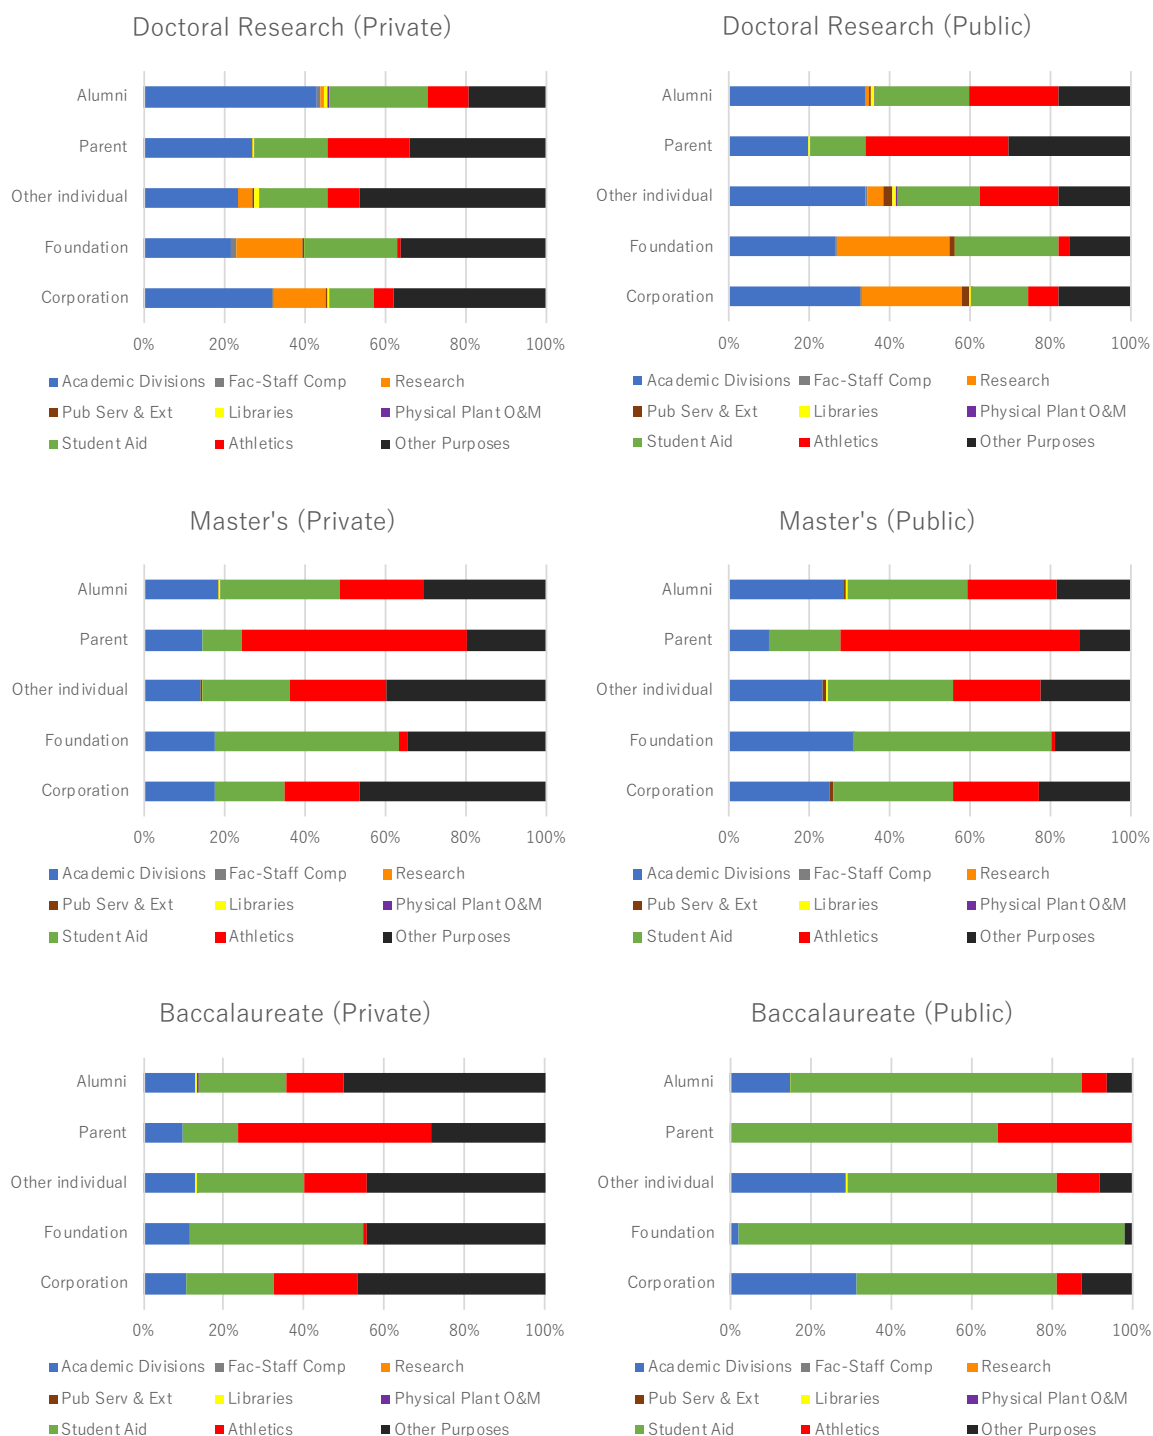 Doctoral Research (Private)
Alumni
Parent
Other individual
Foundation
Corporation
0% 20% 40% 60% 80% 100%
Academic Divisions Fac-Staff Comp Research
Pub Serv & Ext Libraries Physical Plant O&M
Student Aid Athletics Other Purposes
Doctoral Research (Public)
Alumni
Parent
Other individual
Foundation
Corporation
0% 20% 40% 60% 80% 100%
Academic Divisions Fac-Staff Comp Research
Pub Serv & Ext Libraries Physical Plant O&M
Student Aid Athletics Other Purposes
Master's (Private)
Alumni
Parent
Other individual
Foundation
Corporation
0% 20% 40% 60% 80% 100%
Academic Divisions Fac-Staff Comp Research
Pub Serv & Ext Libraries Physical Plant O&M
Student Aid Athletics Other Purposes
Master's (Public)
Alumni
Parent
Other individual
Foundation
Corporation
0% 20% 40% 60% 80% 100%
Academic Divisions Fac-Staff Comp Research
Pub Serv & Ext Libraries Physical Plant O&M
Student Aid Athletics Other Purposes
Baccalaureate (Private)
Alumni
Parent
Other individual
Foundation
Corporation
0% 20% 40% 60% 80% 100%
Academic Divisions Fac-Staff Comp Research
Pub Serv & Ext Libraries Physical Plant O&M
Student Aid Athletics Other Purposes
Baccalaureate (Public)
Alumni
Parent
Other individual
Foundation
Corporation
0% 20% 40% 60% 80% 100%
Academic Divisions Fac-Staff Comp Research
Pub Serv & Ext Libraries Physical Plant O&M
Student Aid Athletics Other Purposes